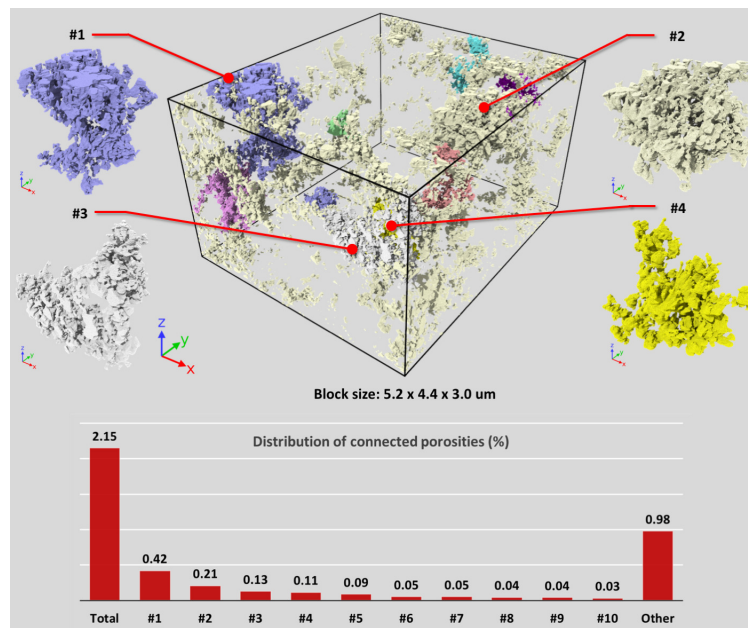 #1
#2
#3
#4
z
y
x
z
y
x
z
y
x
z
y
x
z
y
x
Block size: 5.2 x 4.4 x 3.0 um
Distribution of connected porosities (%)
2.15
0.42
0.21
0.13
0.11
0.09
0.05
0.05
0.04
0.04
0.03
0.98
Total #1 #2 #3 #4 #5 #6 #7 #8 #9 #10 Other